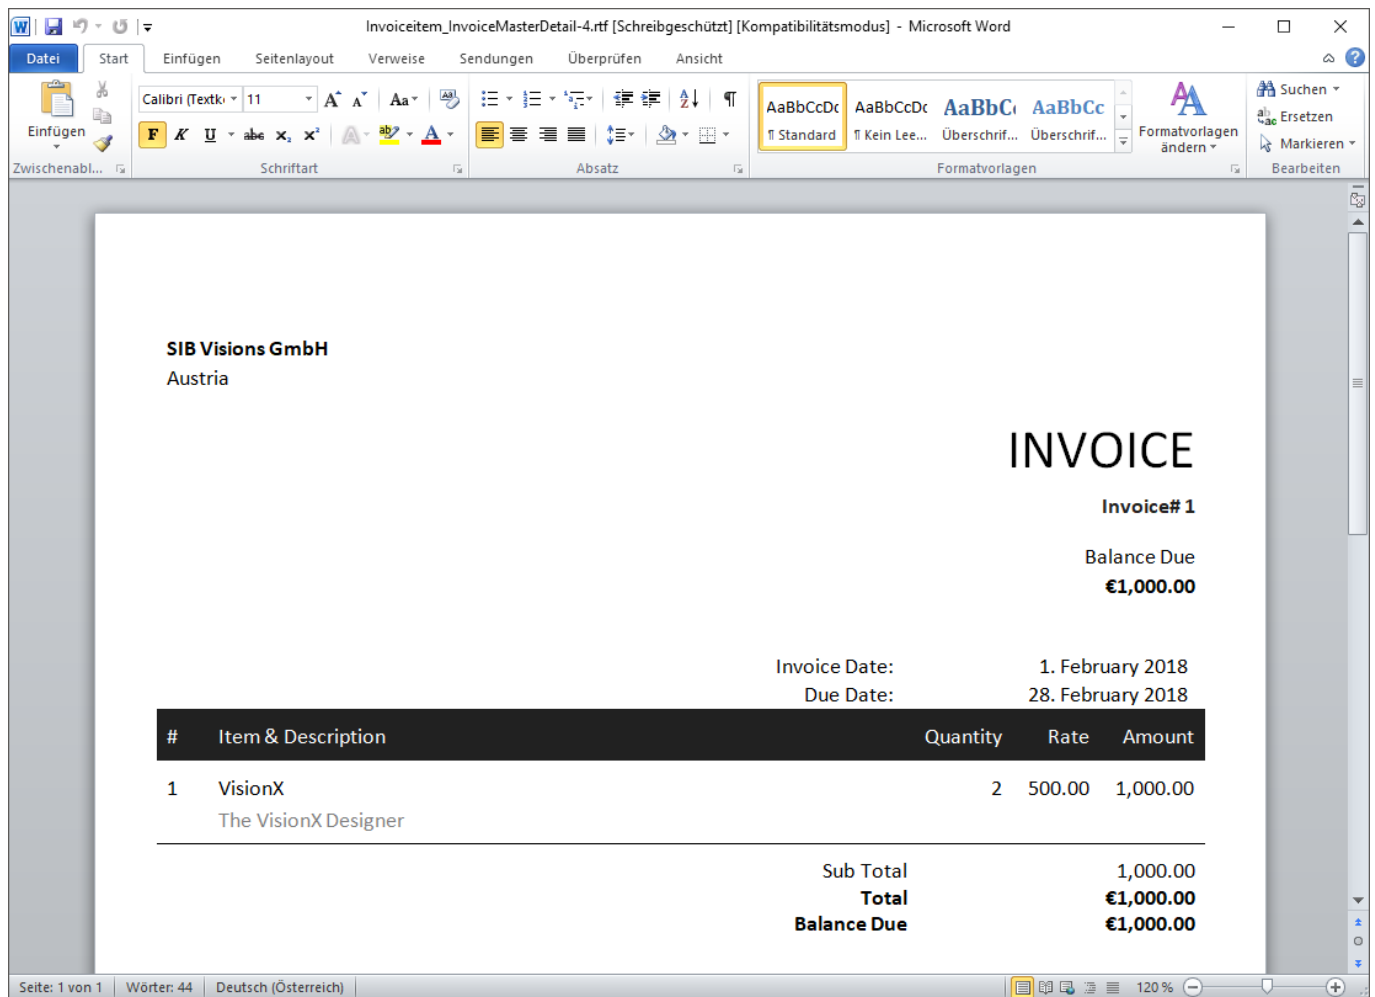 Invoiceitem_InvoiceMasterDetail-4.rtf [Schreibgeschützt] [Kompatibilitätsmodus] - Microsoft Word
Datei Start Einfügen Seitenlayout Verweise Sendungen Überprüfen Ansicht
Einfügen
Zwischenabl...
Calibri (Textk 11
Schriftart
Absatz
AaBbCcDc AaBbCcDc AaBbC AaBbCc
¶ Standard ¶ Kein Lee... Überschrif... Überschrif...
Formatvorlagen ändern
Formatvorlagen
Suchen
Ersetzen
Markieren
Bearbeiten
SIB Visions GmbH
Austria
INVOICE
Invoice# 1
Balance Due
€1,000.00
Invoice Date: 1. February 2018
Due Date: 28. February 2018
# Item & Description Quantity Rate Amount
1 VisionX 2 500.00 1,000.00
The VisionX Designer
Sub Total 1,000.00
Total €1,000.00
Balance Due €1,000.00
Seite: 1 von 1 Wörter: 44 Deutsch (Österreich) 120 %